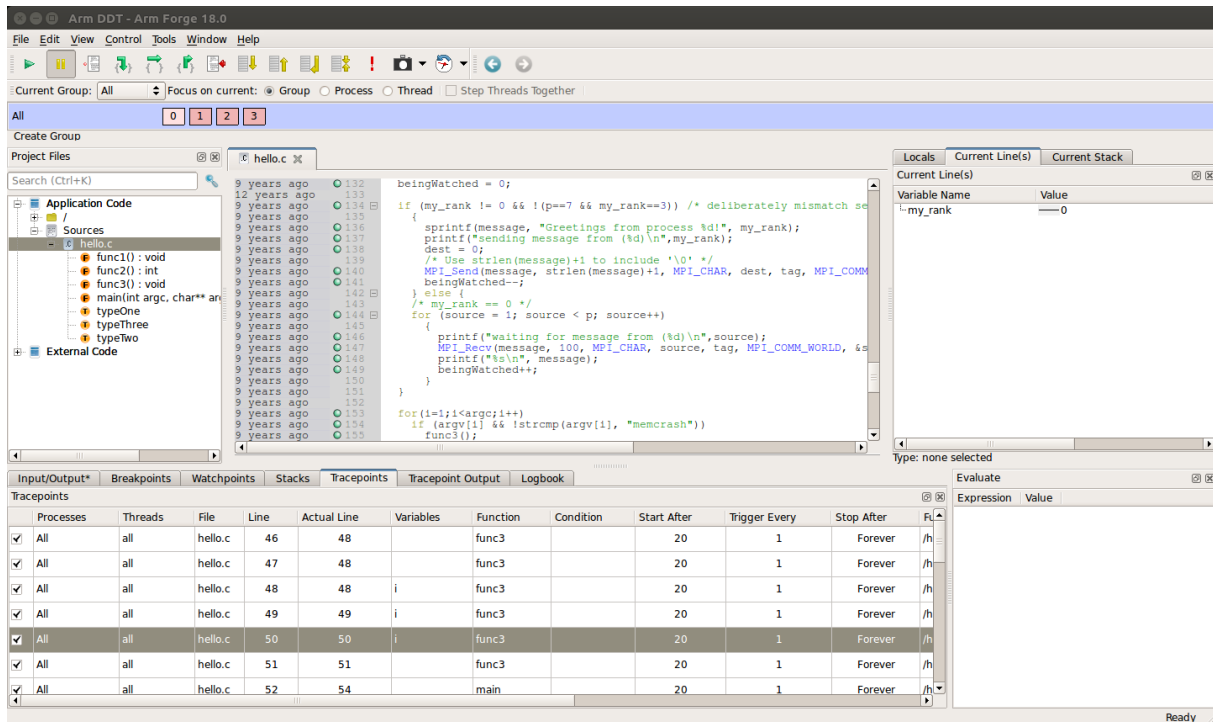 Arm DDT - Arm Forge 18.0
File Edit View Control Tools Window Help
Current Group: All Focus on current: Group Process Thread Step Threads Together
All 0 1 2 3
Create Group
Project Files
Search (Ctrl+K)
Application Code
/
Sources
hello.c
func1() : void
func2() : int
func3() : void
main(int argc, char** ar
typeOne
typeThree
typeTwo
External Code
hello.c
9 years ago 132 beingWatched = 0;
12 years ago 133
9 years ago 134 if (my_rank != 0 && !(p==7 && my_rank==3)) /* deliberately mismatch se
9 years ago 135 {
9 years ago 136 sprintf(message, "Greetings from process %d!", my_rank);
9 years ago 137 printf("sending message from (%d)\n",my_rank);
9 years ago 138 dest = 0;
9 years ago 139 /* Use strlen(message)+1 to include '\0' */
9 years ago 140 MPI_Send(message, strlen(message)+1, MPI_CHAR, dest, tag, MPI_COMM
9 years ago 141 beingWatched--;
9 years ago 142 } else {
9 years ago 143 /* my_rank == 0 */
9 years ago 144 for (source = 1; source < p; source++)
9 years ago 145 {
9 years ago 146 printf("waiting for message from (%d)\n",source);
9 years ago 147 MPI_Recv(message, 100, MPI_CHAR, source, tag, MPI_COMM_WORLD, &s
9 years ago 148 printf("%s\n", message);
9 years ago 149 beingWatched++;
9 years ago 150 }
9 years ago 151 }
9 years ago 152
9 years ago 153 for(i=1;i<argc;i++)
9 years ago 154 if (argv[i] && !strcmp(argv[i], "memcrash"))
9 years ago 155 func3();
Locals Current Line(s) Current Stack
Current Line(s)
Variable Name Value
my_rank 0
Type: none selected
Input/Output* Breakpoints Watchpoints Stacks Tracepoints Tracepoint Output Logbook
Tracepoints
Processes Threads File Line Actual Line Variables Function Condition Start After Trigger Every Stop After Fu
All all hello.c 46 48 func3 20 1 Forever /h
All all hello.c 47 48 func3 20 1 Forever /h
All all hello.c 48 48 i func3 20 1 Forever /h
All all hello.c 49 49 i func3 20 1 Forever /h
All all hello.c 50 50 i func3 20 1 Forever /h
All all hello.c 51 51 func3 20 1 Forever /h
All all hello.c 52 54 main 20 1 Forever /h
Evaluate
Expression Value
Ready